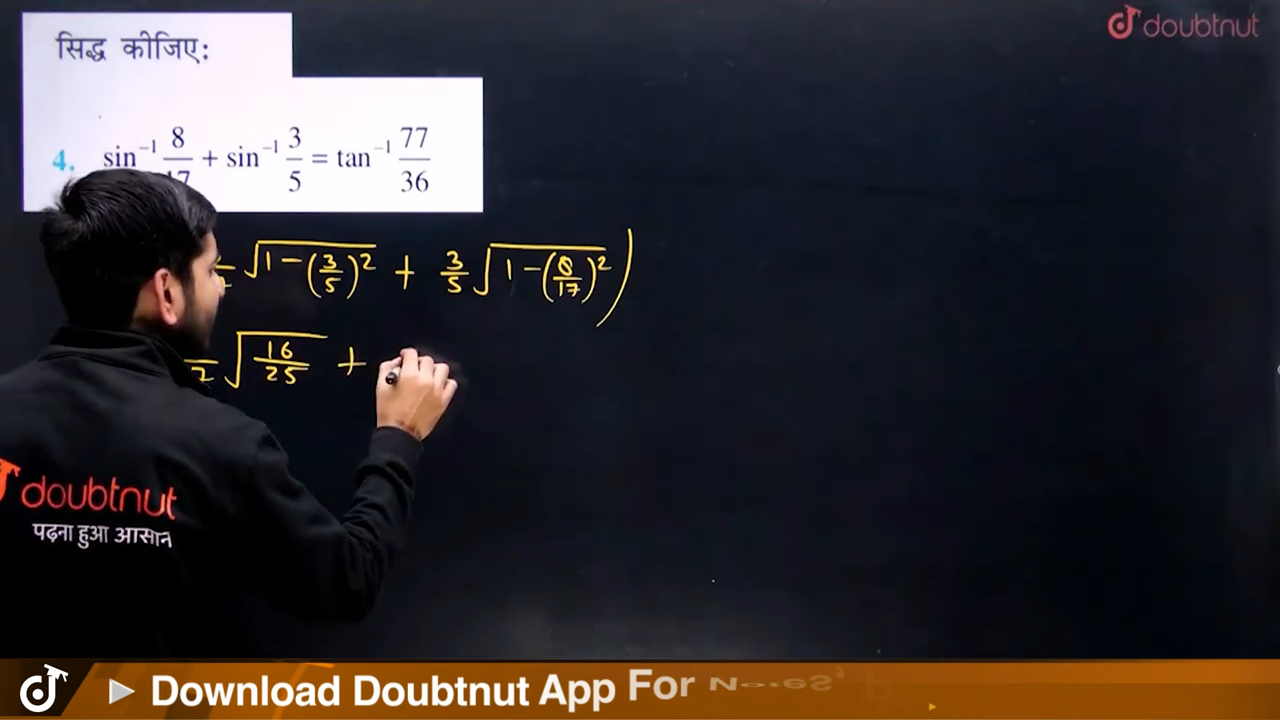 doubtnut
सिद्ध कीजिए:
4. sin⁻¹ 8/17 + sin⁻¹ 3/5 = tan⁻¹ 77/36
√(1-(3/5)²) + 3/5 √(1-(8/17)²))
√(16/25) +
doubtnut
पढ़ना हुआ आसान
Download Doubtnut App For